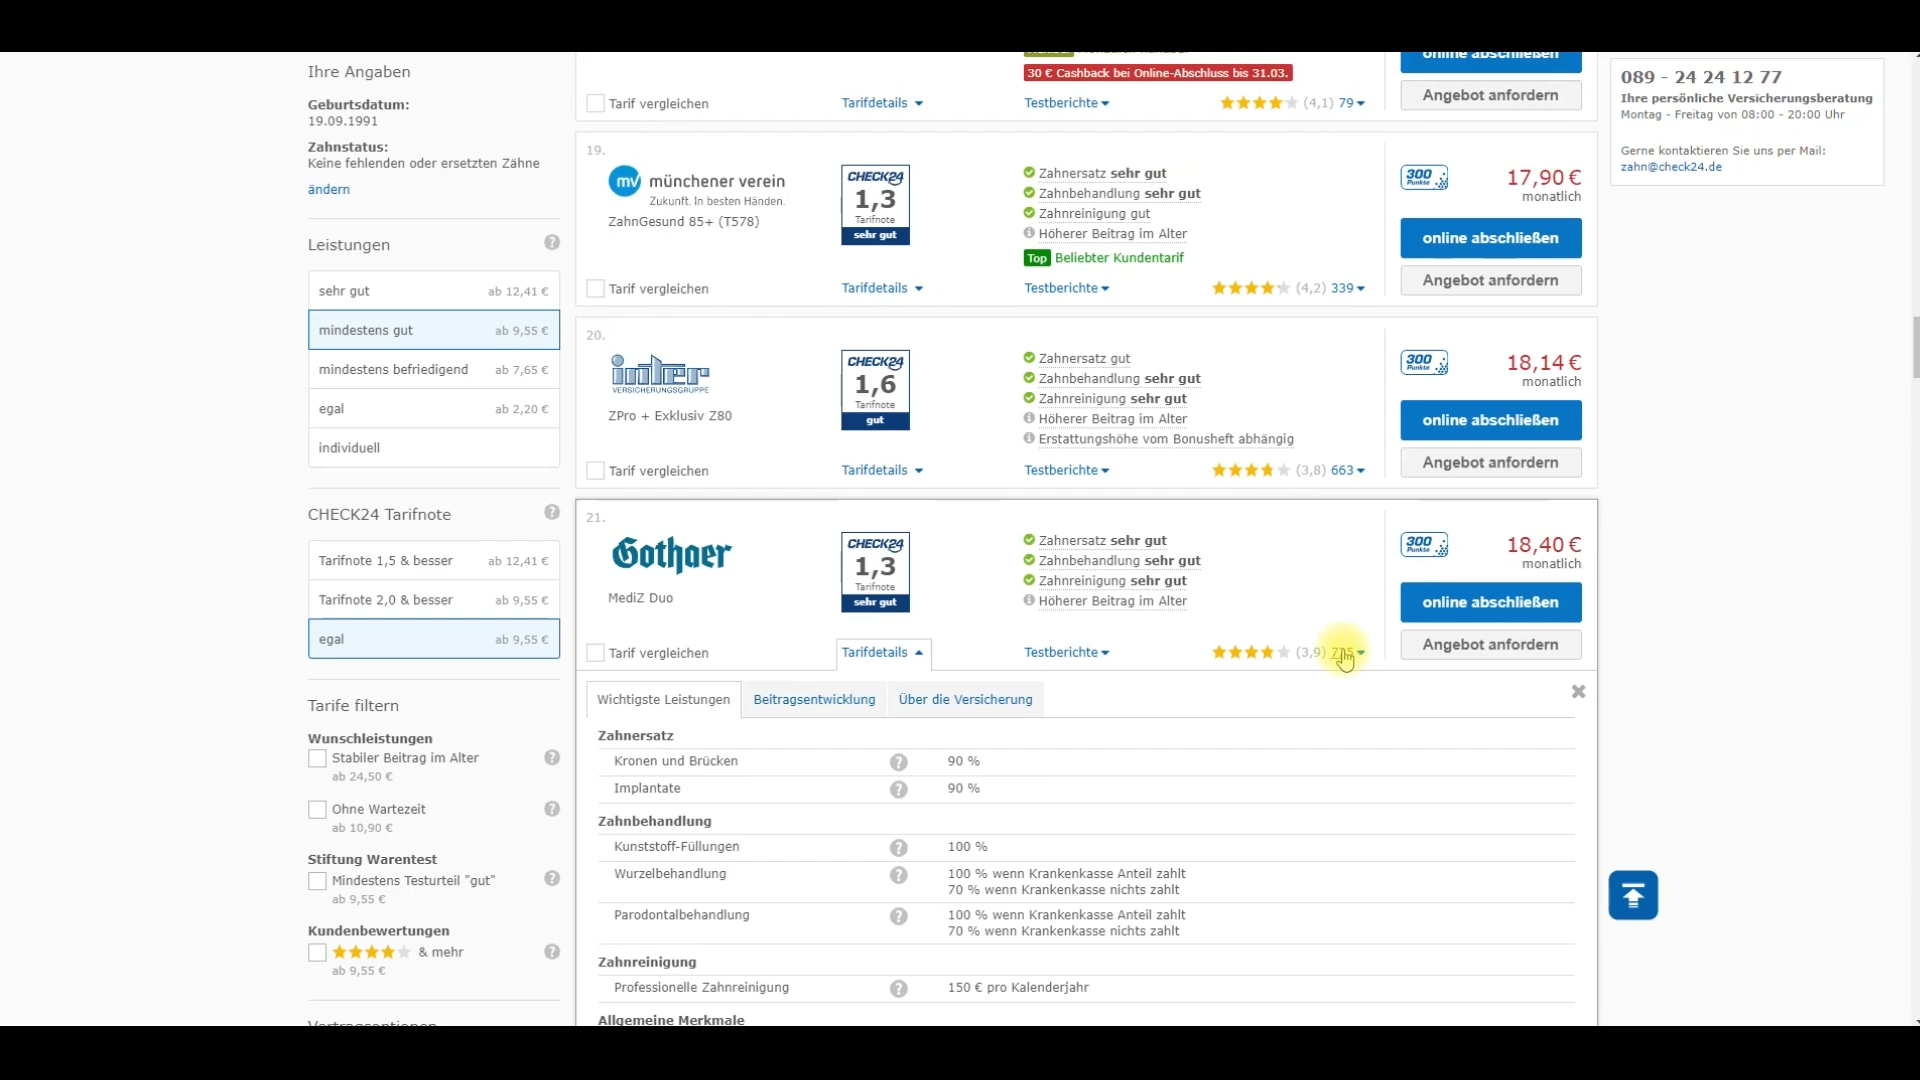 Ihre Angaben
Geburtsdatum:
19.09.1991
Zahnstatus:
Keine fehlenden oder ersetzten Zähne
ändern
Leistungen
sehr gut ab 12,41 €
mindestens gut ab 9,55 €
mindestens befriedigend ab 7,65 €
egal ab 2,20 €
individuell
CHECK24 Tarifnote
Tarifnote 1,5 & besser ab 12,41 €
Tarifnote 2,0 & besser ab 9,55 €
egal ab 9,55 €
Tarife filtern
Wunschleistungen
Stabiler Beitrag im Alter
ab 24,50 €
Ohne Wartezeit
ab 10,90 €
Stiftung Warentest
Mindestens Testurteil "gut"
ab 9,55 €
Kundenbewertungen
& mehr
ab 9,55 €
Vertragsoptionen
online abschließen
30 € Cashback bei Online-Abschluss bis 31.03.
Angebot anfordern
Tarif vergleichen Tarifdetails Testberichte (4,1) 79
19.
mv münchener verein
Zukunft. In besten Händen.
ZahnGesund 85+ (T578)
CHECK24
1,3
Tarifnote
sehr gut
Zahnersatz sehr gut
Zahnbehandlung sehr gut
Zahnreinigung gut
Höherer Beitrag im Alter
Top Beliebter Kundentarif
300 Punkte
17,90 €
monatlich
online abschließen
Angebot anfordern
Tarif vergleichen Tarifdetails Testberichte (4,2) 339
20.
inter
VERSICHERUNGSGRUPPE
ZPro + Exklusiv Z80
CHECK24
1,6
Tarifnote
gut
Zahnersatz gut
Zahnbehandlung sehr gut
Zahnreinigung sehr gut
Höherer Beitrag im Alter
Erstattungshöhe vom Bonusheft abhängig
300 Punkte
18,14 €
monatlich
online abschließen
Angebot anfordern
Tarif vergleichen Tarifdetails Testberichte (3,8) 663
21.
Gothaer
MediZ Duo
CHECK24
1,3
Tarifnote
sehr gut
Zahnersatz sehr gut
Zahnbehandlung sehr gut
Zahnreinigung sehr gut
Höherer Beitrag im Alter
300 Punkte
18,40 €
monatlich
online abschließen
Angebot anfordern
Tarif vergleichen Tarifdetails Testberichte (3,9)
Wichtigste Leistungen Beitragsentwicklung Über die Versicherung
Zahnersatz
Kronen und Brücken ? 90 %
Implantate ? 90 %
Zahnbehandlung
Kunststoff-Füllungen ? 100 %
Wurzelbehandlung ? 100 % wenn Krankenkasse Anteil zahlt
70 % wenn Krankenkasse nichts zahlt
Parodontalbehandlung ? 100 % wenn Krankenkasse Anteil zahlt
70 % wenn Krankenkasse nichts zahlt
Zahnreinigung
Professionelle Zahnreinigung ? 150 € pro Kalenderjahr
Allgemeine Merkmale
089 - 24 24 12 77
Ihre persönliche Versicherungsberatung
Montag - Freitag von 08:00 - 20:00 Uhr
Gerne kontaktieren Sie uns per Mail:
zahn@check24.de